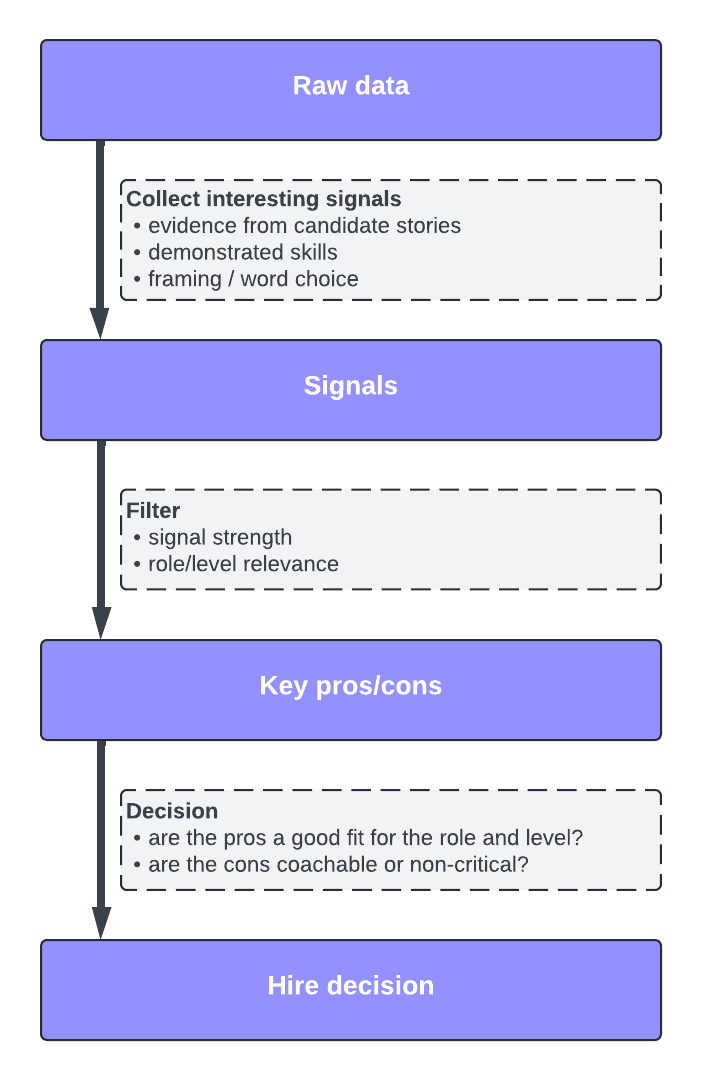 Raw data
Collect interesting signals
• evidence from candidate stories
• demonstrated skills
• framing / word choice
Signals
Filter
• signal strength
• role/level relevance
Key pros/cons
Decision
• are the pros a good fit for the role and level?
• are the cons coachable or non-critical?
Hire decision